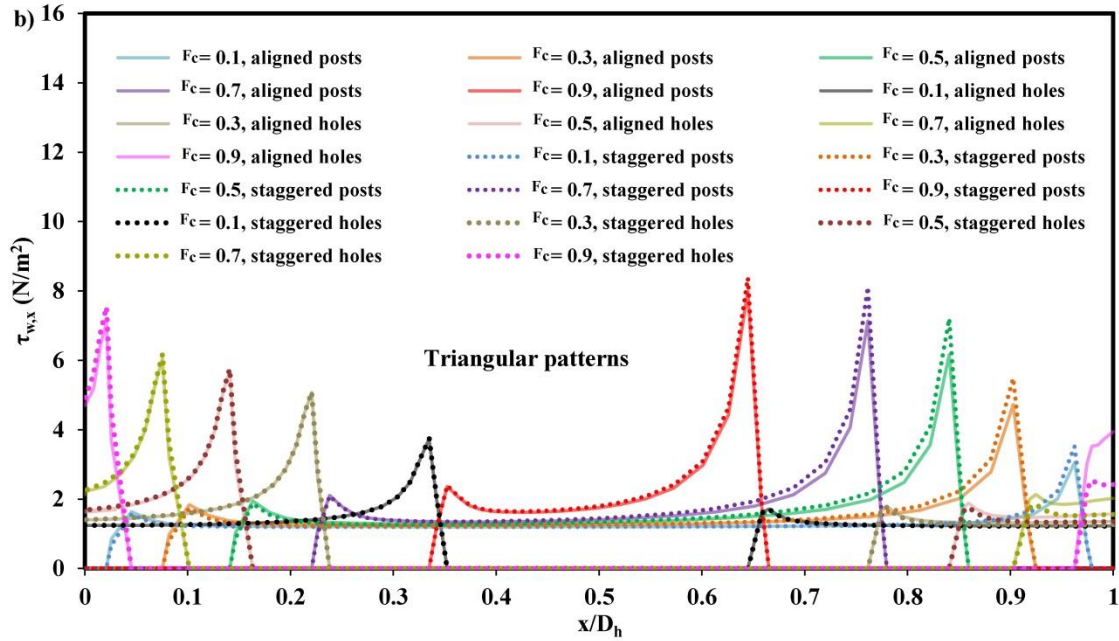 b)
16
14
12
10
8
6
4
2
0
τw,x (N/m²)
Fc = 0.1, aligned posts Fc = 0.3, aligned posts Fc = 0.5, aligned posts
Fc = 0.7, aligned posts Fc = 0.9, aligned posts Fc = 0.1, aligned holes
Fc = 0.3, aligned holes Fc = 0.5, aligned holes Fc = 0.7, aligned holes
Fc = 0.9, aligned holes Fc = 0.1, staggered posts Fc = 0.3, staggered posts
Fc = 0.5, staggered posts Fc = 0.7, staggered posts Fc = 0.9, staggered posts
Fc = 0.1, staggered holes Fc = 0.3, staggered holes Fc = 0.5, staggered holes
Fc = 0.7, staggered holes Fc = 0.9, staggered holes
Triangular patterns
0 0.1 0.2 0.3 0.4 0.5 0.6 0.7 0.8 0.9 1
x/Dh